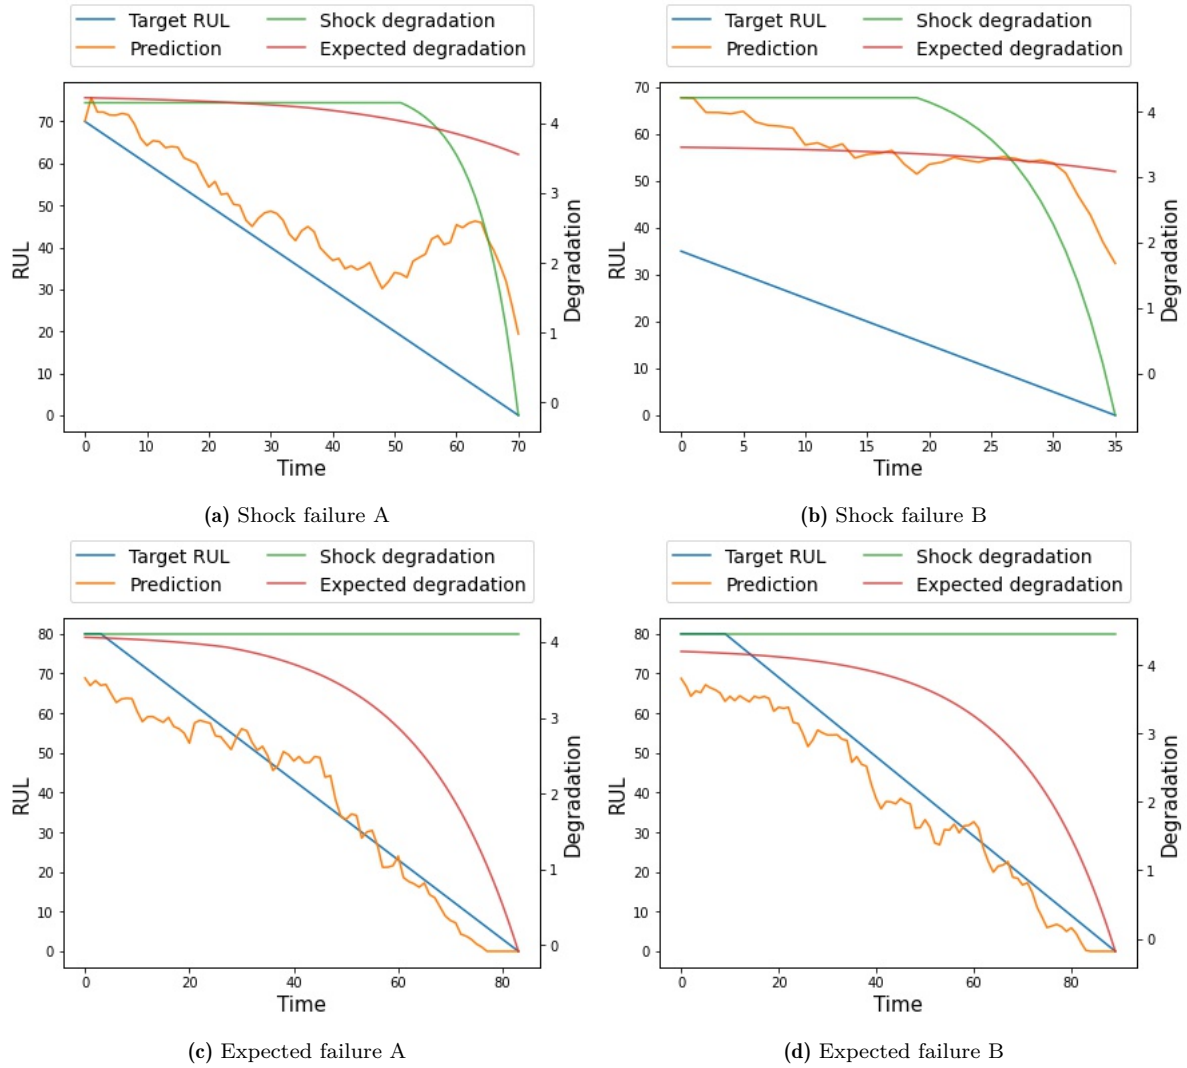 Target RUL Shock degradation
Prediction Expected degradation
70
60
50
40
30
20
10
0
RUL
4
3
2
1
0
Degradation
0 10 20 30 40 50 60 70
Time
(a) Shock failure A
Target RUL Shock degradation
Prediction Expected degradation
70
60
50
40
30
20
10
0
RUL
4
3
2
1
0
Degradation
0 5 10 15 20 25 30 35
Time
(b) Shock failure B
Target RUL Shock degradation
Prediction Expected degradation
80
70
60
50
40
30
20
10
0
RUL
4
3
2
1
0
Degradation
0 20 40 60 80
Time
(c) Expected failure A
Target RUL Shock degradation
Prediction Expected degradation
80
70
60
50
40
30
20
10
0
RUL
4
3
2
1
0
Degradation
0 20 40 60 80
Time
(d) Expected failure B